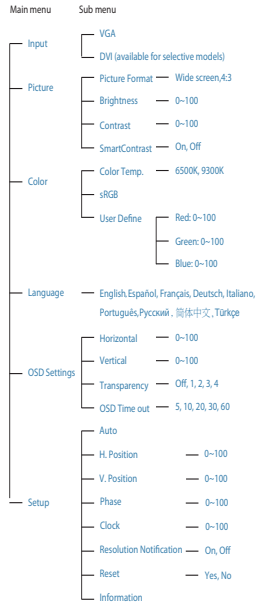 Main menu Sub menu
Input
VGA
DVI (available for selective models)
Picture
Picture Format Wide screen,4:3
Brightness 0~100
Contrast 0~100
SmartContrast On, Off
Color
Color Temp. 6500K, 9300K
sRGB
User Define Red: 0~100
Green: 0~100
Blue: 0~100
Language English.Español, Français, Deutsch, Italiano,
Português,Русский , 简体中文, Türkçe
OSD Settings
Horizontal 0~100
Vertical 0~100
Transparency Off, 1, 2, 3, 4
OSD Time out 5, 10, 20, 30, 60
Setup
Auto
H. Position 0~100
V. Position 0~100
Phase 0~100
Clock 0~100
Resolution Notification On, Off
Reset Yes, No
Information